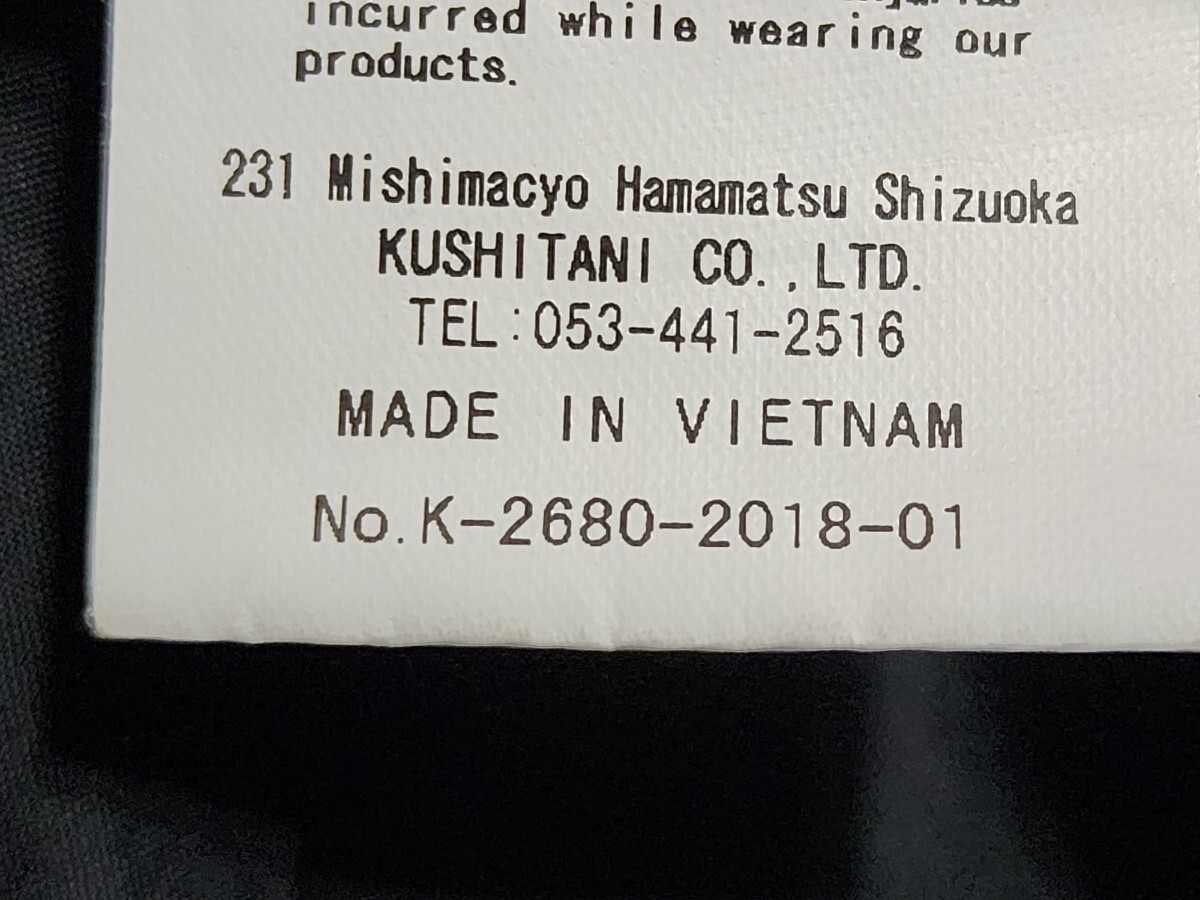 incurred while wearing our
products.
231 Mishimacyo Hamamatsu Shizuoka
KUSHITANI CO.,LTD.
TEL:053-441-2516
MADE IN VIETNAM
No.K-2680-2018-01